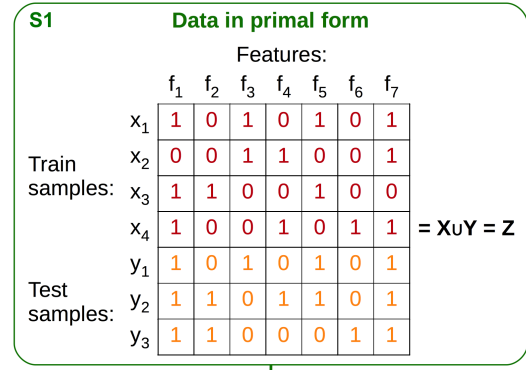 S1 Data in primal form
Features:
f1 f2 f3 f4 f5 f6 f7
x1 1 0 1 0 1 0 1
x2 0 0 1 1 0 0 1
Train samples:
x3 1 1 0 0 1 0 0
x4 1 0 0 1 0 1 1 = X∪Y = Z
y1 1 0 1 0 1 0 1
Test samples:
y2 1 1 0 1 1 0 1
y3 1 1 0 0 0 1 1